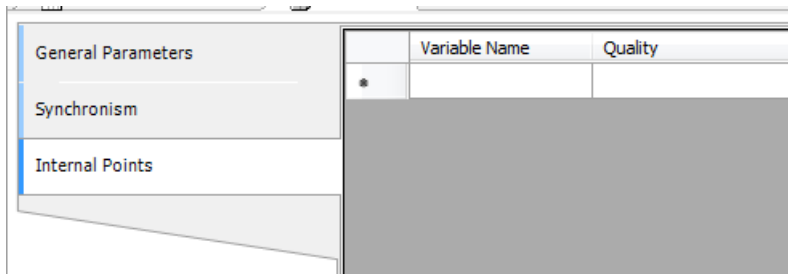 General Parameters
Synchronism
Internal Points
Variable Name Quality